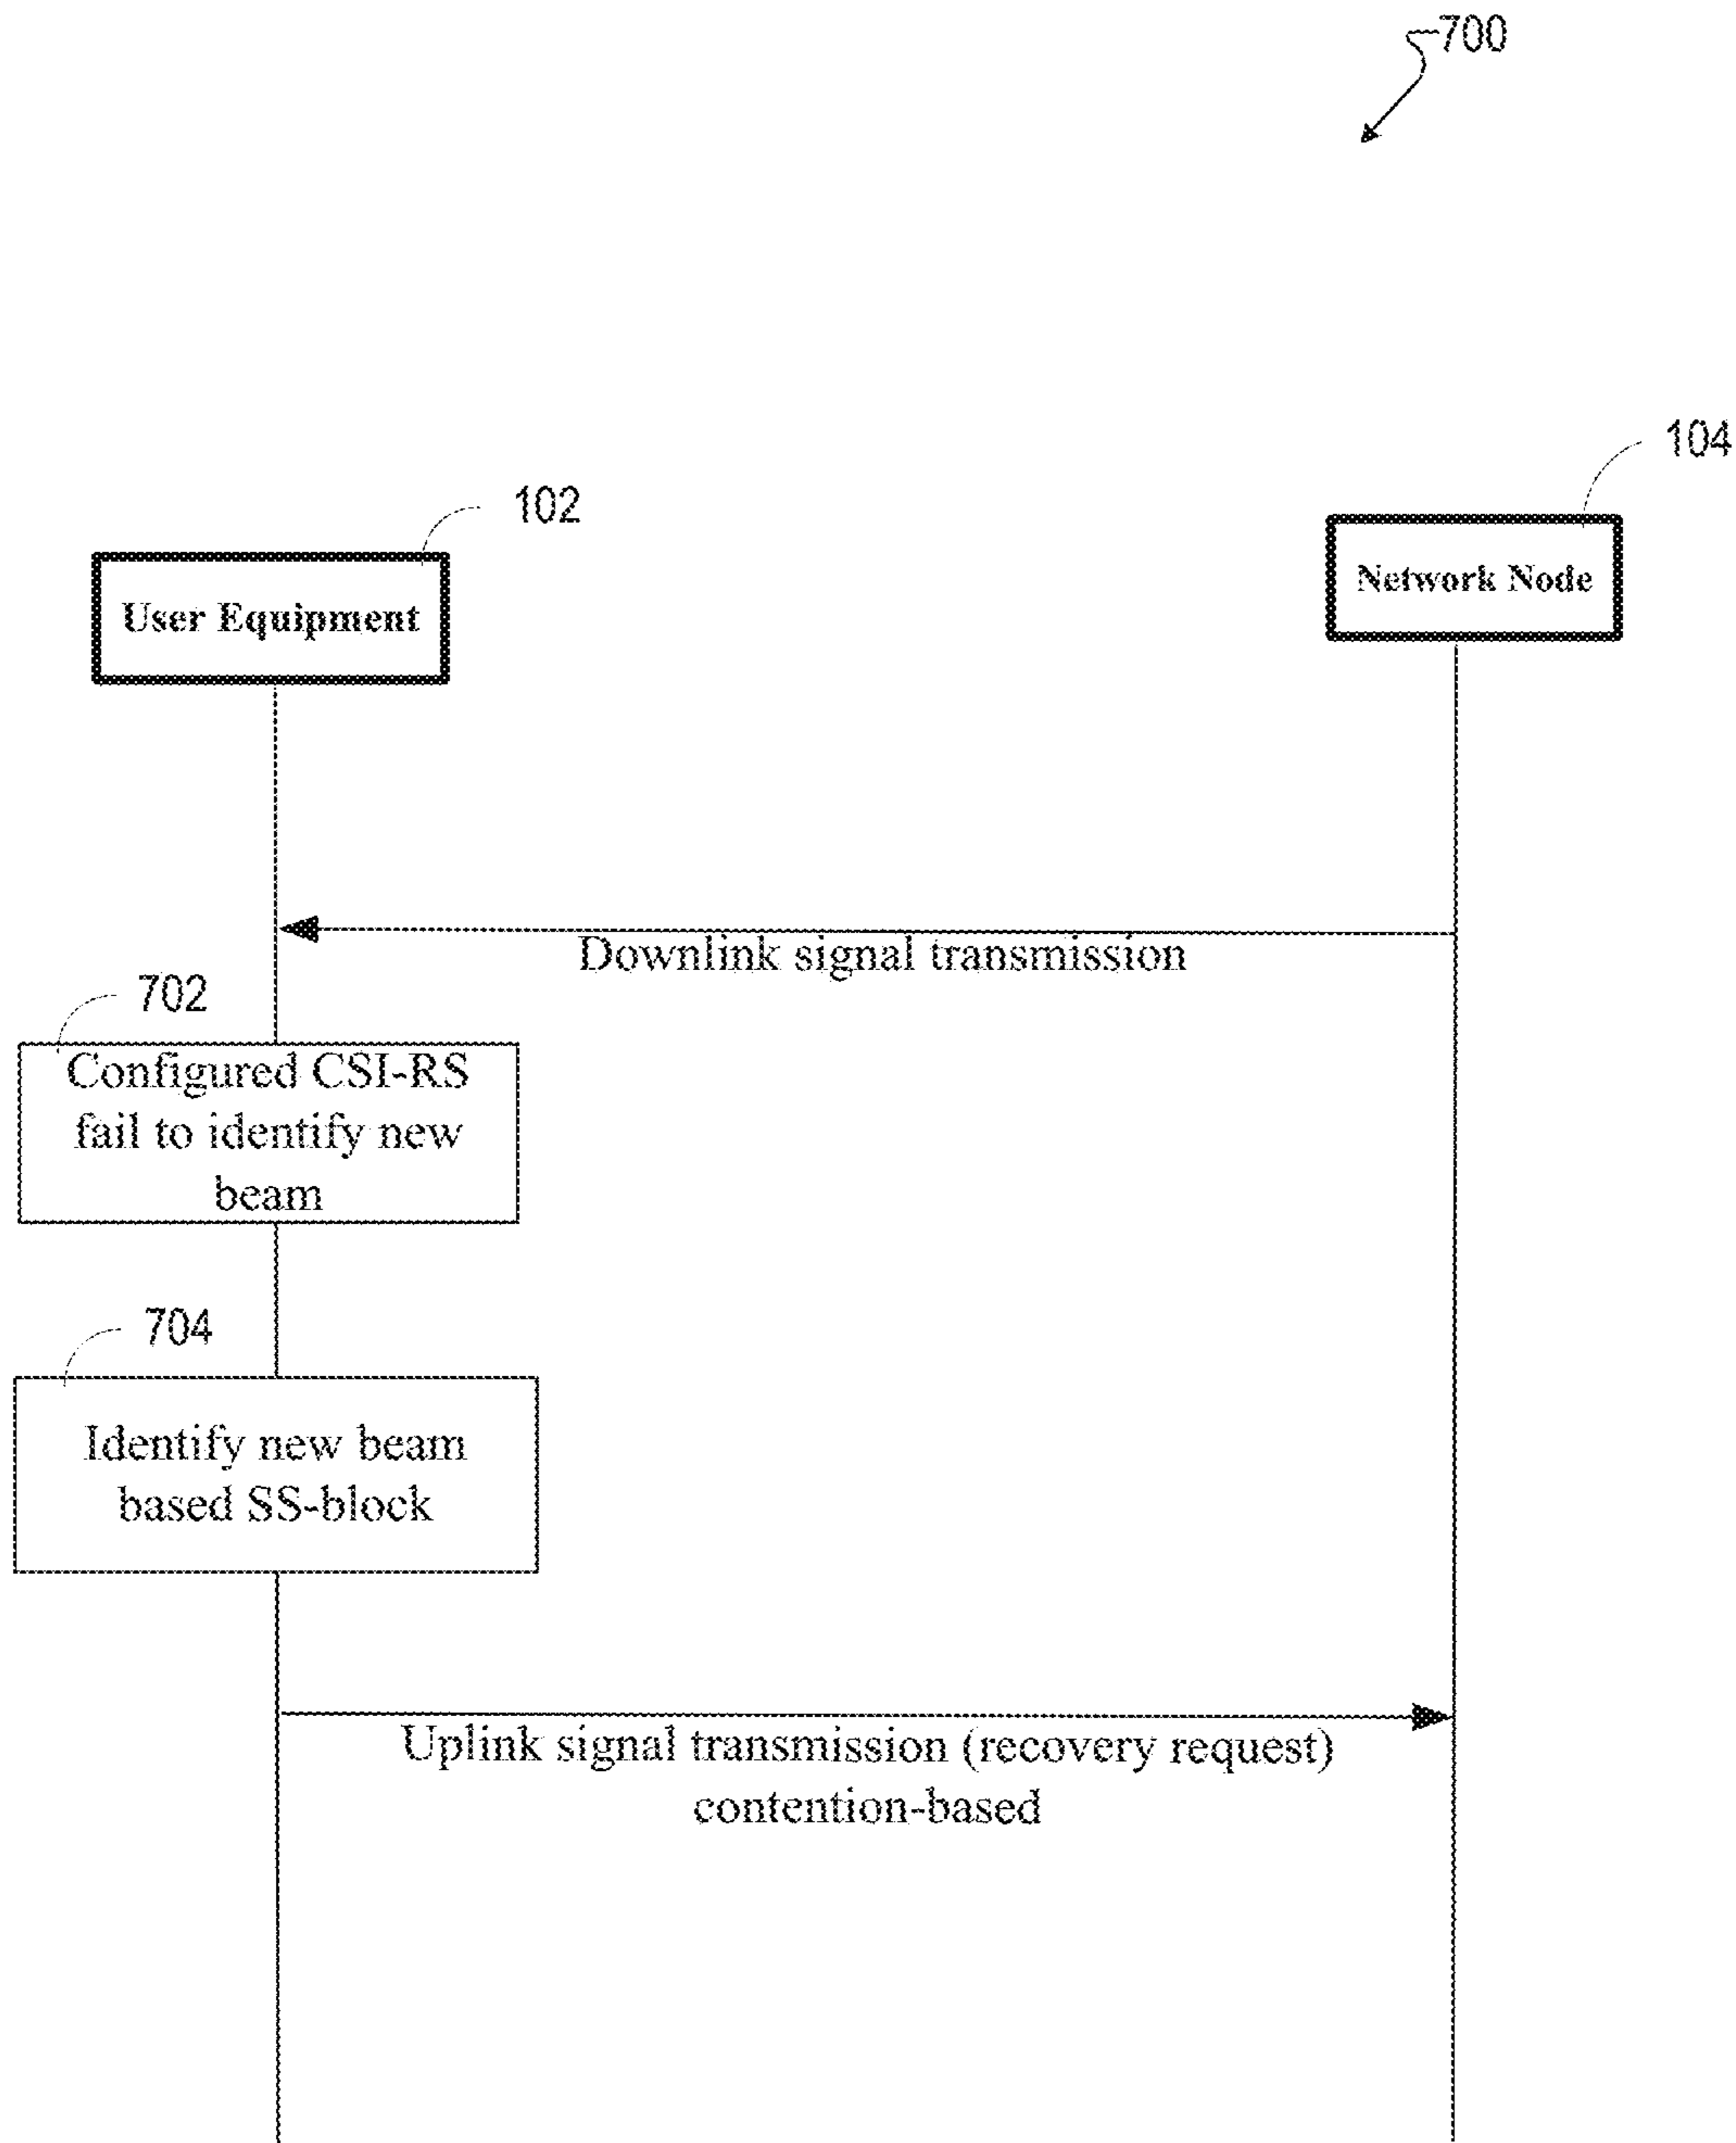 700
104
102
User Equipment
Network Node
Downlink signal transmission
702
Configured CSI-RS
fail to identify new
beam
704
Identify new beam
based SS-block
Uplink signal transmission (recovery request)
contention-based